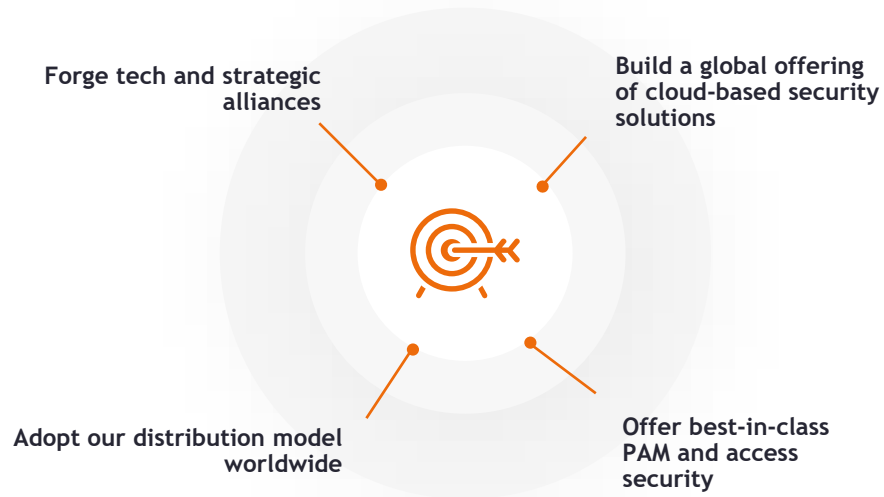 Forge tech and strategic
alliances
Build a global offering
of cloud-based security
solutions
Adopt our distribution model
worldwide
Offer best-in-class
PAM and access
security